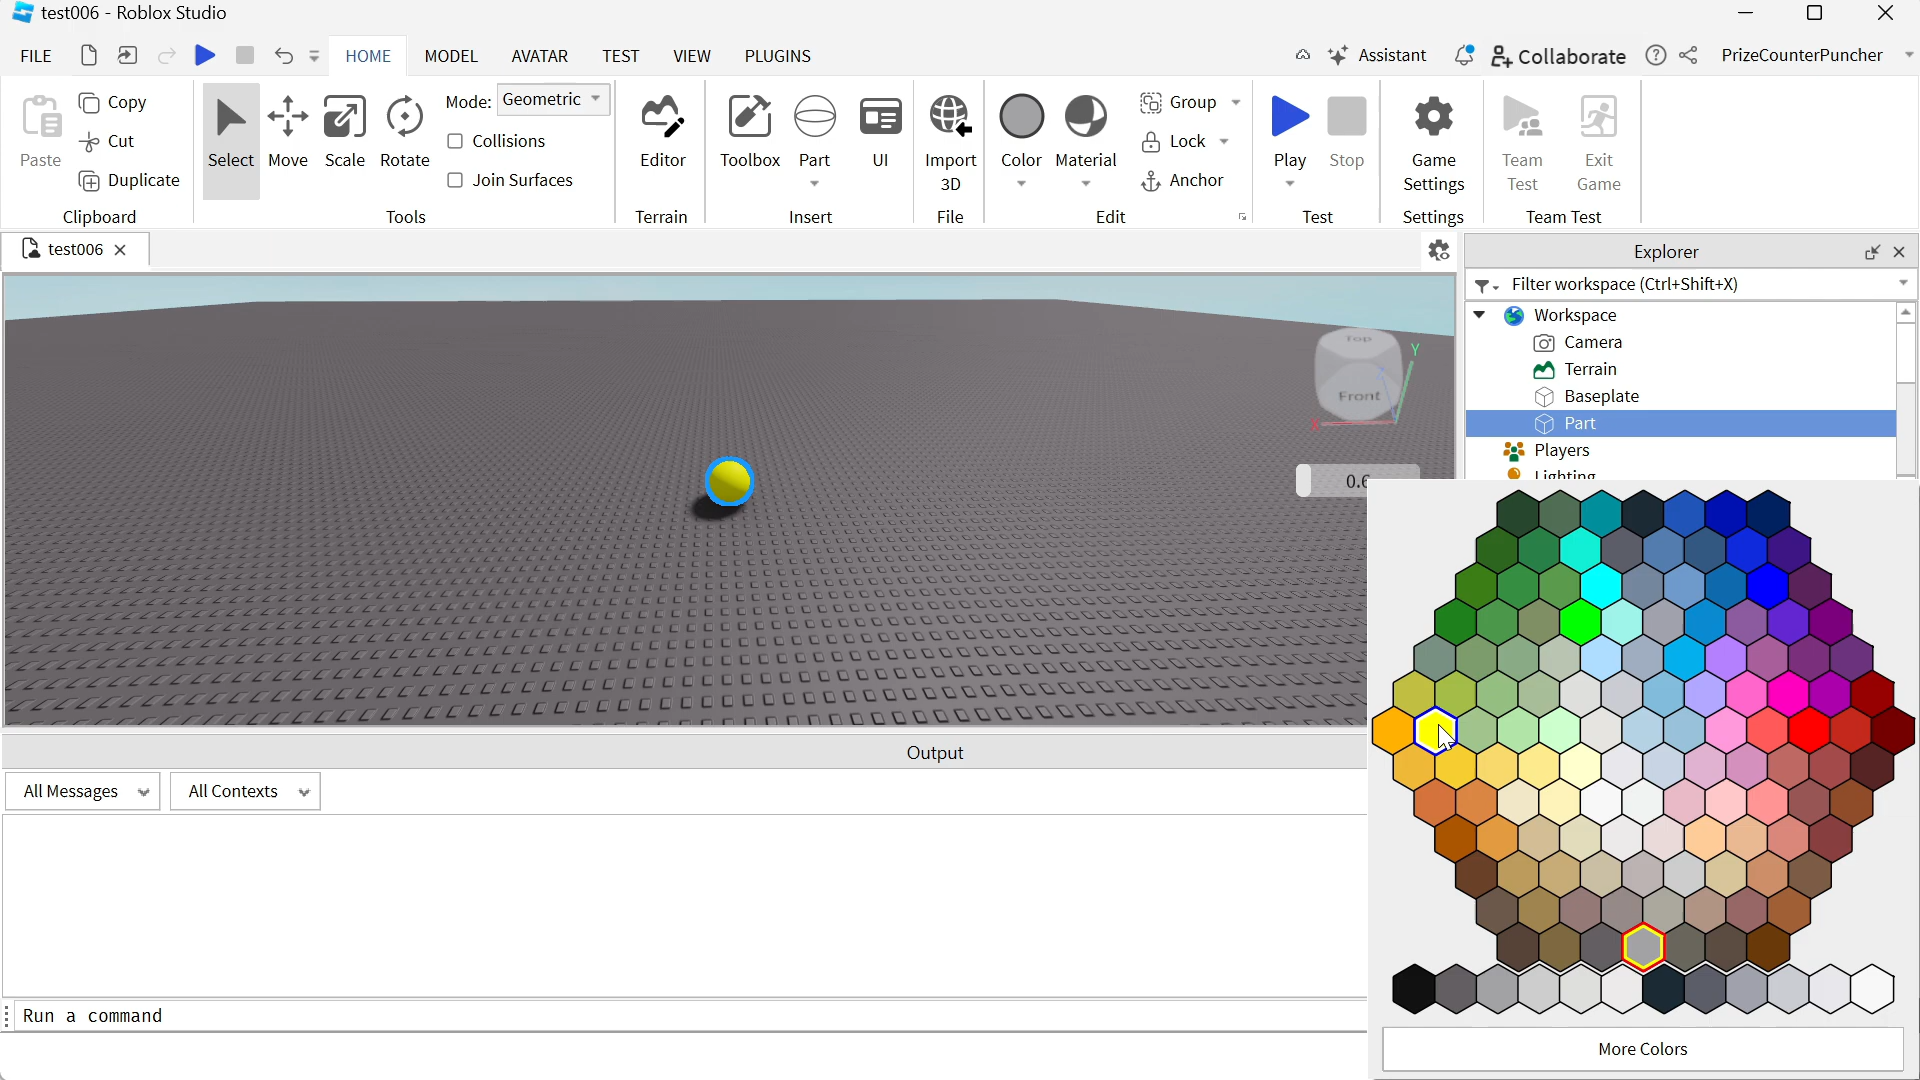 test006 - Roblox Studio
FILE HOME MODEL AVATAR TEST VIEW PLUGINS Assistant Collaborate PrizeCounterPuncher
Paste Copy Cut Duplicate
Clipboard
Select Move Scale Rotate
Mode: Geometric
Collisions
Join Surfaces
Tools
Editor
Terrain
Toolbox Part UI
Insert
Import
3D
File
Color Material
Group
Lock
Anchor
Edit
Play Stop
Test
Game
Settings
Settings
Team
Test
Exit
Game
Team Test
test006
Explorer
Filter workspace (Ctrl+Shift+X)
Workspace
Camera
Terrain
Baseplate
Part
Players
Lighting
Top
Front
X
Y
Z
0.6
Output
All Messages All Contexts
Run a command
More Colors